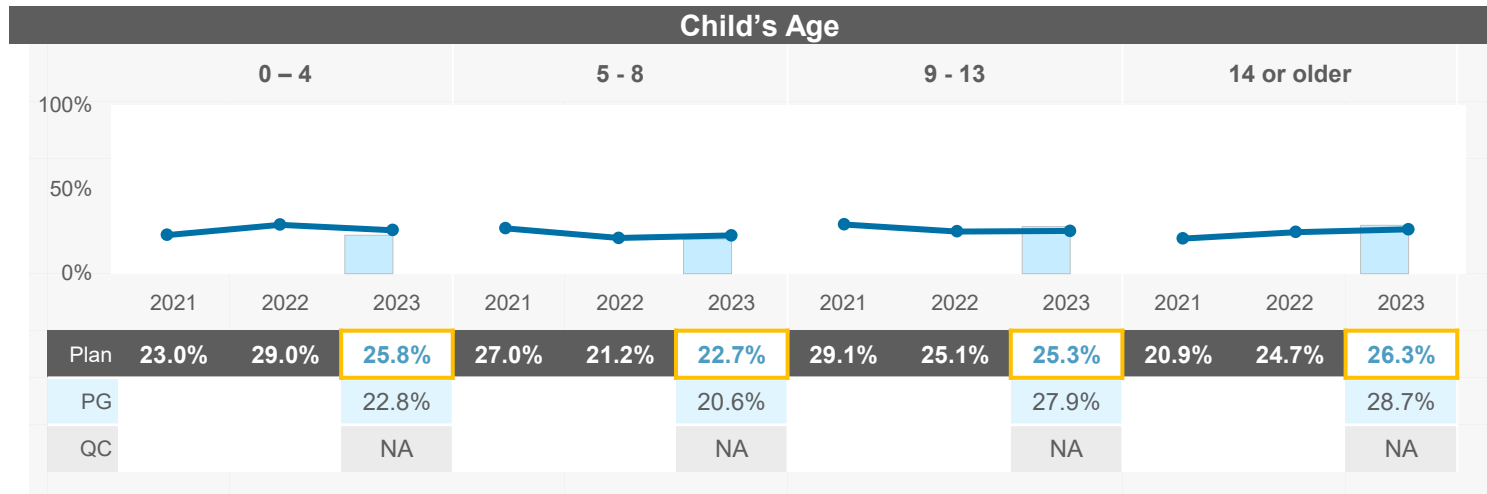 Child’s Age
0 – 4 5 - 8 9 - 13 14 or older
100%
50%
0%
2021 2022 2023 2021 2022 2023 2021 2022 2023 2021 2022 2023
Plan 23.0% 29.0% 25.8% 27.0% 21.2% 22.7% 29.1% 25.1% 25.3% 20.9% 24.7% 26.3%
PG 22.8% 20.6% 27.9% 28.7%
QC NA NA NA NA